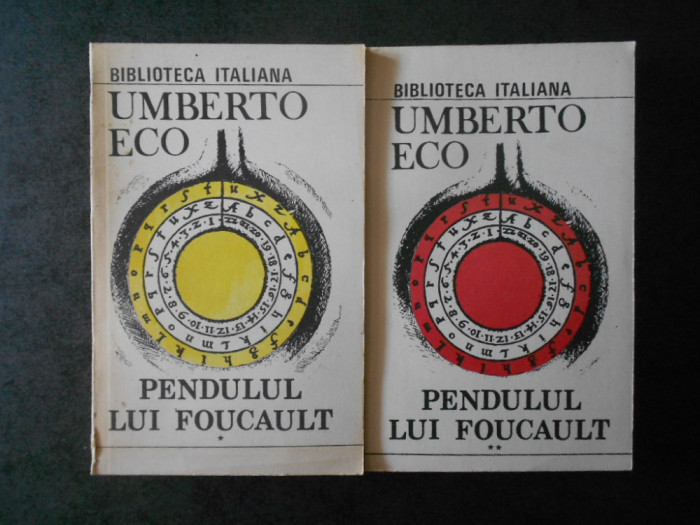 BIBLIOTECA ITALIANA
UMBERTO
ECO
PENDULUL
LUI FOUCAULT
*
BIBLIOTECA ITALIANA
UMBERTO
ECO
PENDULUL
LUI FOUCAULT
**